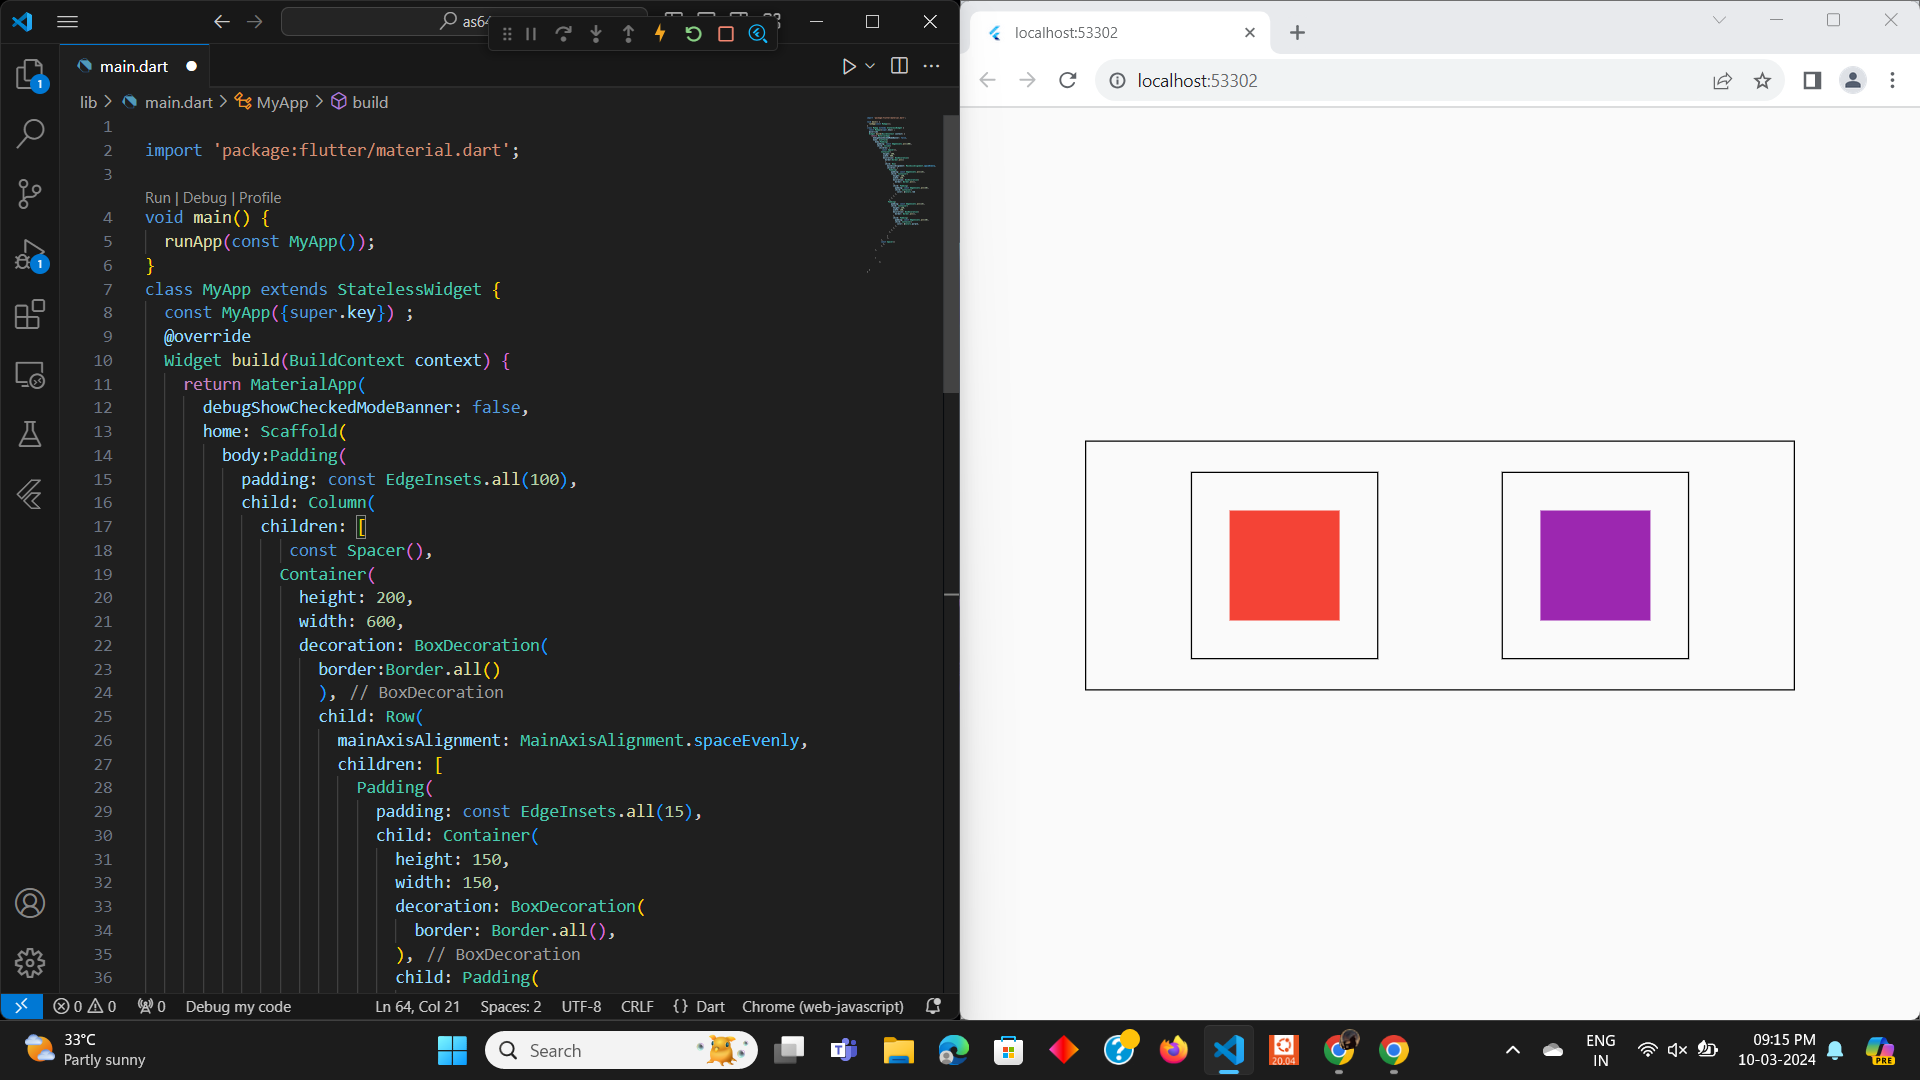 as64
main.dart
lib > main.dart > MyApp > build
1
2 import 'package:flutter/material.dart';
3
Run | Debug | Profile
4 void main() {
5 runApp(const MyApp());
6 }
7 class MyApp extends StatelessWidget {
8 const MyApp({super.key}) ;
9 @override
10 Widget build(BuildContext context) {
11 return MaterialApp(
12 debugShowCheckedModeBanner: false,
13 home: Scaffold(
14 body:Padding(
15 padding: const EdgeInsets.all(100),
16 child: Column(
17 children: [
18 const Spacer(),
19 Container(
20 height: 200,
21 width: 600,
22 decoration: BoxDecoration(
23 border:Border.all()
24 ), // BoxDecoration
25 child: Row(
26 mainAxisAlignment: MainAxisAlignment.spaceEvenly,
27 children: [
28 Padding(
29 padding: const EdgeInsets.all(15),
30 child: Container(
31 height: 150,
32 width: 150,
33 decoration: BoxDecoration(
34 border: Border.all(),
35 ), // BoxDecoration
36 child: Padding(
1
1
0 0 0 Debug my code Ln 64, Col 21 Spaces: 2 UTF-8 CRLF {} Dart Chrome (web-javascript)
localhost:53302
localhost:53302
33°C
Partly sunny
Search
20.04
ENG
IN
09:15 PM
10-03-2024
PRE